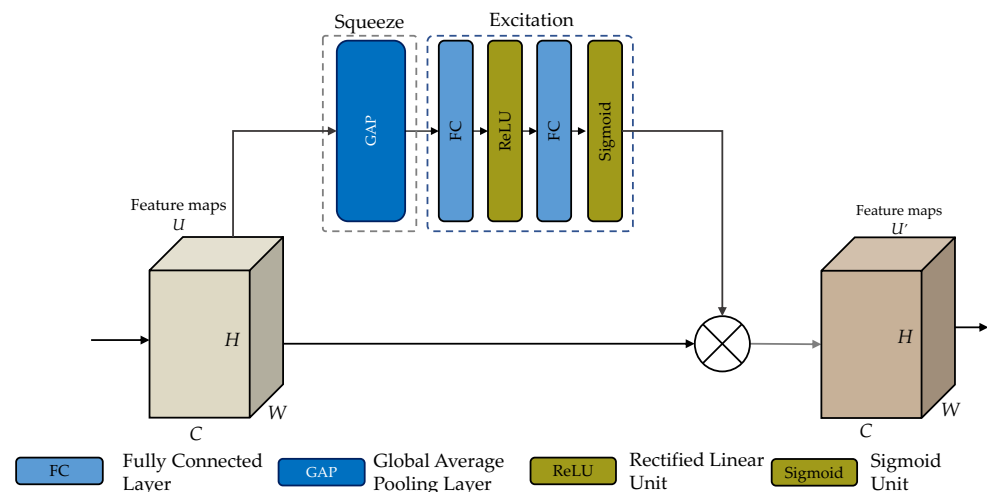 Squeeze
Excitation
GAP
FC
ReLU
FC
Sigmoid
Feature maps
U
H
W
C
Feature maps
U'
H
W
C
FC
Fully Connected
Layer
GAP
Global Average
Pooling Layer
ReLU
Rectified Linear
Unit
Sigmoid
Sigmoid
Unit